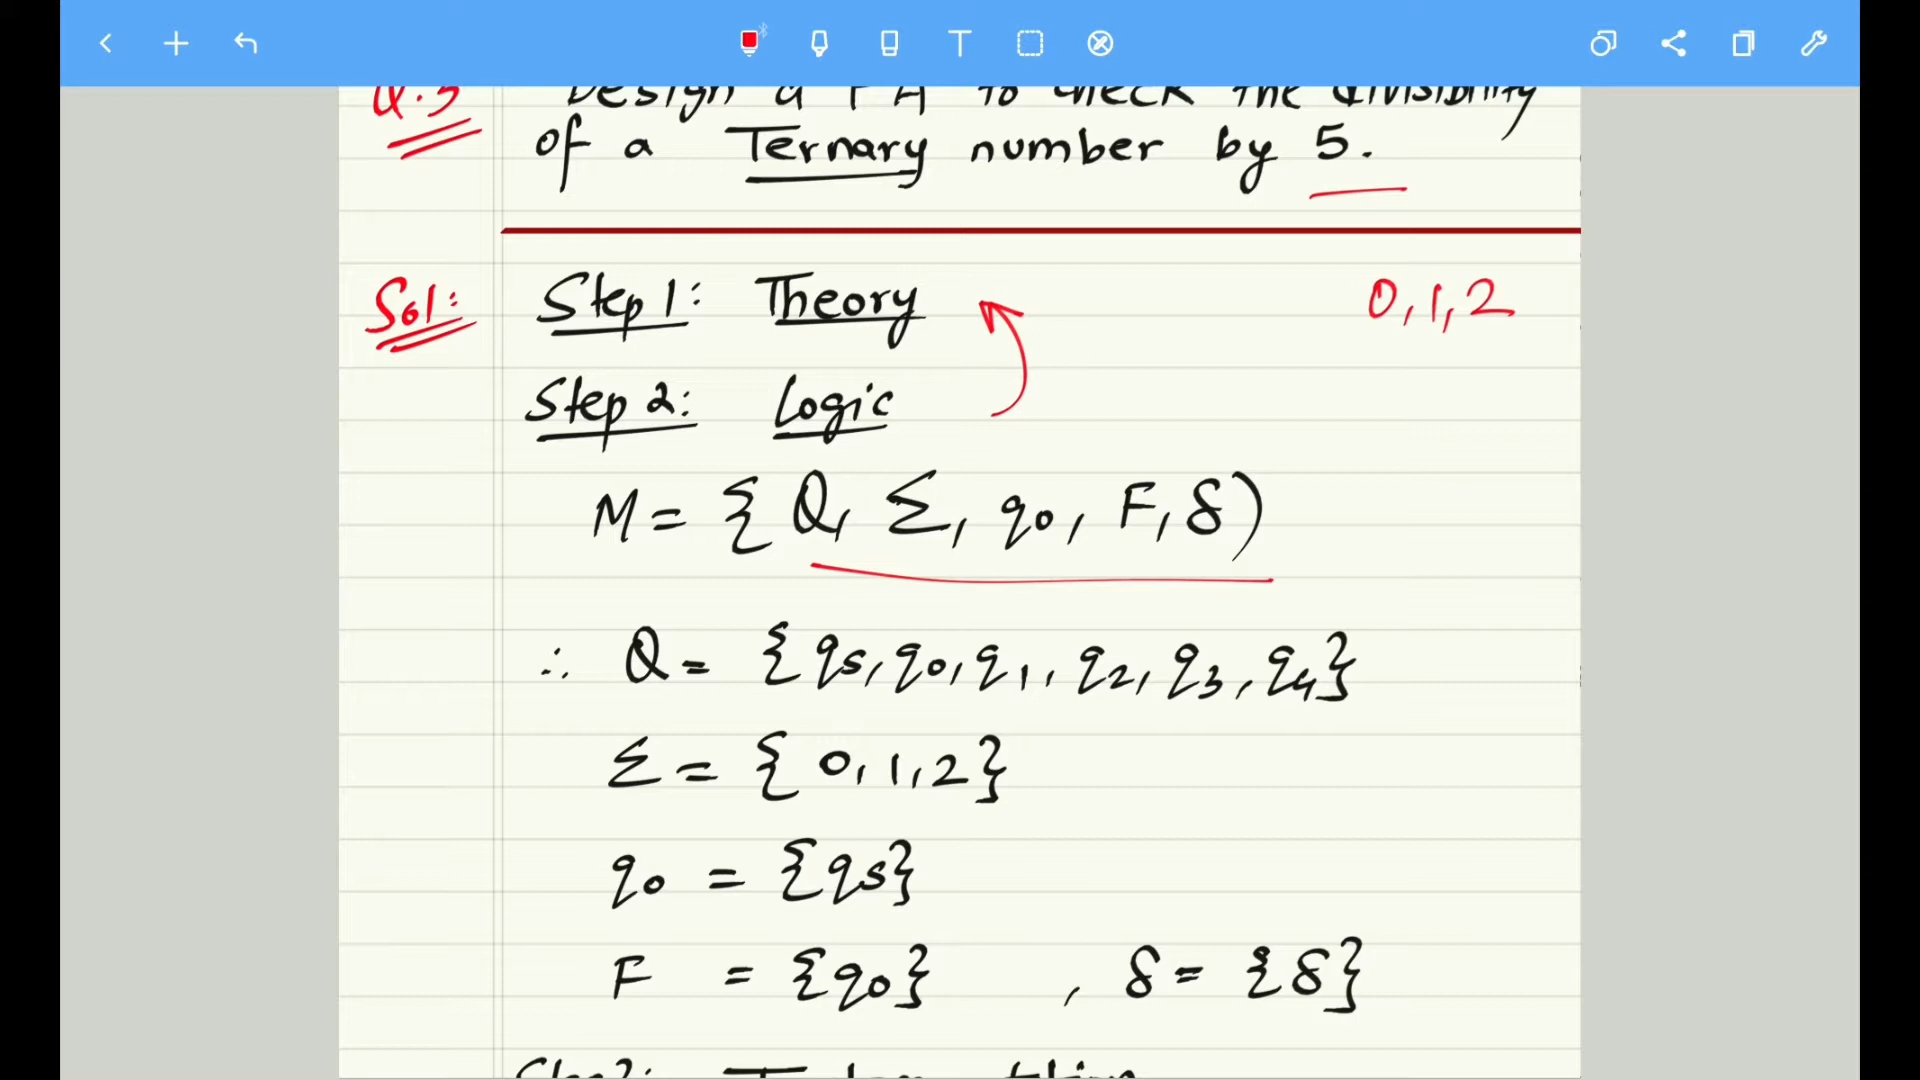 Q.5 Design a FA to check the divisibility
of a Ternary number by 5.
Sol: Step 1: Theory 0,1,2
Step 2: Logic
M = { Q, Σ, q0, F, δ)
∴ Q = {qs, q0, q1, q2, q3, q4}
Σ = { 0, 1, 2}
q0 = {qs}
F = {q0} , δ = {δ}